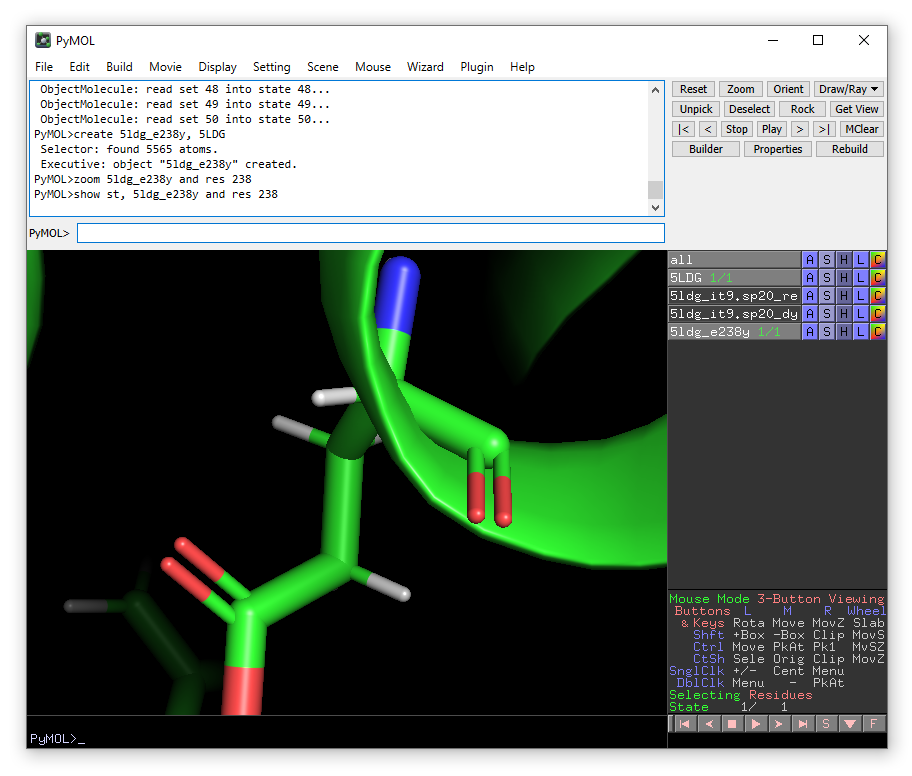 PyMOL
File Edit Build Movie Display Setting Scene Mouse Wizard Plugin Help
ObjectMolecule: read set 48 into state 48...
ObjectMolecule: read set 49 into state 49...
ObjectMolecule: read set 50 into state 50...
PyMOL>create 5ldg_e238y, 5LDG
Selector: found 5565 atoms.
Executive: object "5ldg_e238y" created.
PyMOL>zoom 5ldg_e238y and res 238
PyMOL>show st, 5ldg_e238y and res 238
PyMOL>
Reset Zoom Orient Draw/Ray
Unpick Deselect Rock Get View
|< < Stop Play > >| MClear
Builder Properties Rebuild
all A S H L C
5LDG 1/1 A S H L C
5ldg_it9.sp20_re A S H L C
5ldg_it9.sp20_dy A S H L C
5ldg_e238y 1/1 A S H L C
Mouse Mode 3-Button Viewing
Buttons L M R Wheel
& Keys Rota Move MovZ Slab
Shft +Box -Box Clip MovS
Ctrl Move PkAt Pk1 MvSZ
CtSh Sele Orig Clip MovZ
SnglClk +/- Cent Menu
DblClk Menu - PkAt
Selecting Residues
State 1/ 1
S F
PyMOL>_